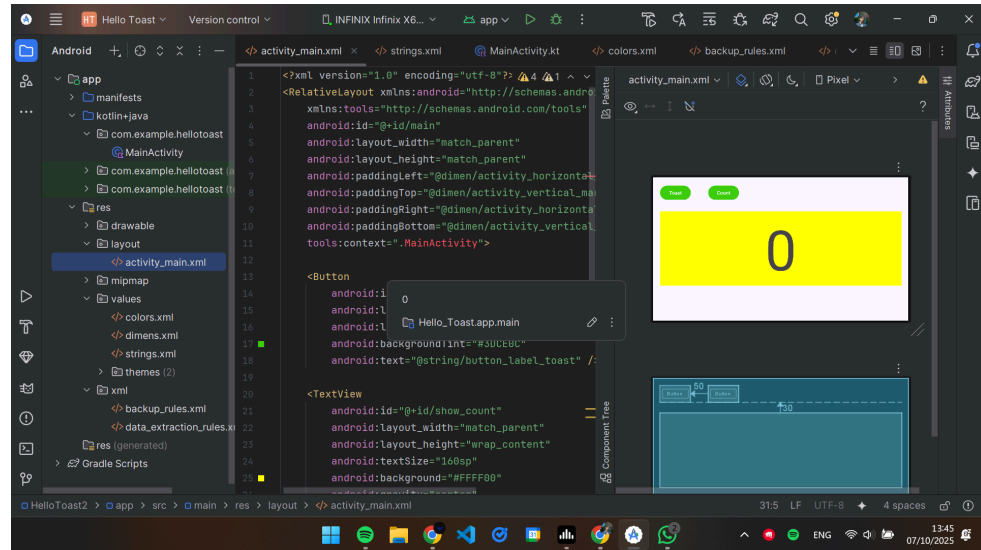 HT Hello Toast Version control INFINIX Infinix X6... app
Android
activity_main.xml strings.xml MainActivity.kt colors.xml backup_rules.xml
app
manifests
kotlin+java
com.example.hellotoast
MainActivity
com.example.hellotoast
com.example.hellotoast
res
drawable
layout
activity_main.xml
mipmap
values
colors.xml
dimens.xml
strings.xml
themes (2)
xml
backup_rules.xml
data_extraction_rules.x
res (generated)
Gradle Scripts
4 1
1 <?xml version="1.0" encoding="utf-8"?>
2 <RelativeLayout xmlns:android="http://schemas.andro
3 xmlns:tools="http://schemas.android.com/tools"
4 android:id="@+id/main"
5 android:layout_width="match_parent"
6 android:layout_height="match_parent"
7 android:paddingLeft="@dimen/activity_horizontal_
8 android:paddingTop="@dimen/activity_vertical_ma
9 android:paddingRight="@dimen/activity_horizonta
10 android:paddingBottom="@dimen/activity_vertical_
11 tools:context=".MainActivity">
12
13 <Button
14 android:i
15 android:l
16 android:l
17 android:backgroundTint="#3DCE0C"
18 android:text="@string/button_label_toast" />
19
20 <TextView
21 android:id="@+id/show_count"
22 android:layout_width="match_parent"
23 android:layout_height="wrap_content"
24 android:textSize="160sp"
25 android:background="#FFFF00"
android:gravity="center"
0
Hello_Toast.app.main
Palette
Component Tree
activity_main.xml Pixel
?
Attributes
Toast Count
0
Button 50 Button
30
HelloToast2 > app > src > main > res > layout > activity_main.xml
31:5 LF UTF-8 4 spaces
2
ENG
13:45
07/10/2025